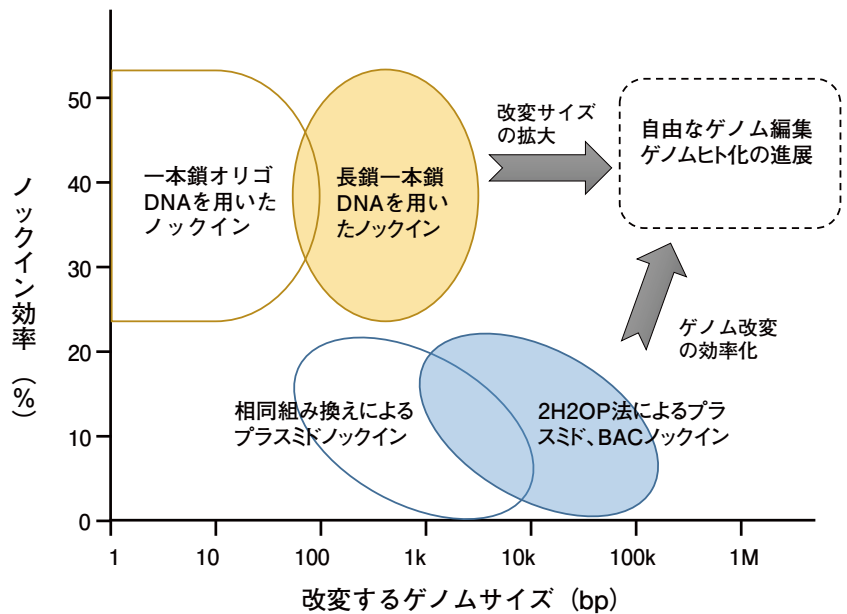 50
40
30
20
10
0
ノックイン効率（%）
一本鎖オリゴ
DNAを用いた
ノックイン
長鎖一本鎖
DNAを用い
たノックイン
改変サイズ
の拡大
自由なゲノム編集
ゲノムヒト化の進展
ゲノム改変
の効率化
相同組み換えによる
プラスミドノックイン
2H2OP法によるプラ
スミド、BACノックイン
1 10 100 1k 10k 100k 1M
改変するゲノムサイズ（bp）